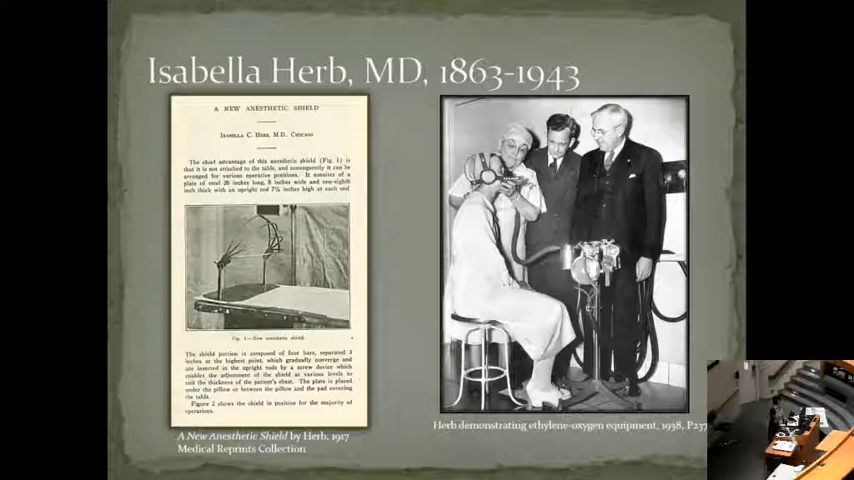 Isabella Herb, MD, 1863-1943
A NEW ANESTHETIC SHIELD
ISABELLA C. HERB, M.D., CHICAGO
The chief advantage of this anesthetic shield (Fig. 1) is
that it is not attached to the table, and consequently it can be
arranged for various operative positions. It consists of a
plate of steel 20 inches long, 8 inches wide and one-eighth
inch thick with an upright rod 7½ inches high at each end
Fig. 1.—New anesthetic shield.
The shield portion is composed of four bars, separated 3
inches at the highest point, which gradually converge and
are inserted in the upright rods by a screw device which
enables the adjustment of the shield at various levels to
suit the thickness of the patient's chest. The plate is placed
under the pillow or between the pillow and the pad covering
the table.
Figure 2 shows the shield in position for the majority of
operations.
A New Anesthetic Shield by Herb, 1917
Medical Reprints Collection
Herb demonstrating ethylene-oxygen equipment, 1938, P237